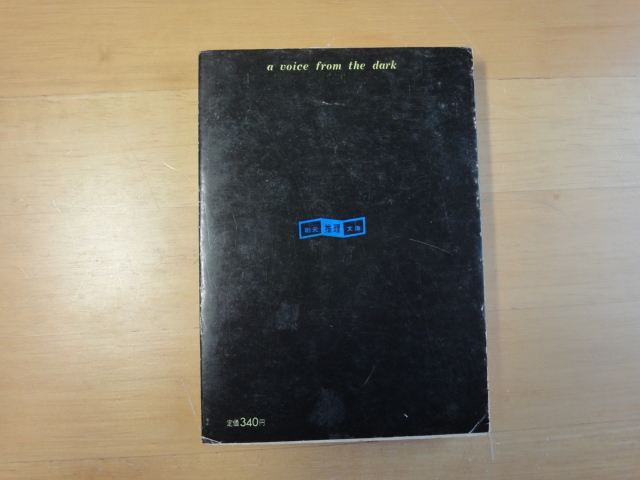 a voice from the dark
創元 推理 文庫
定価340円